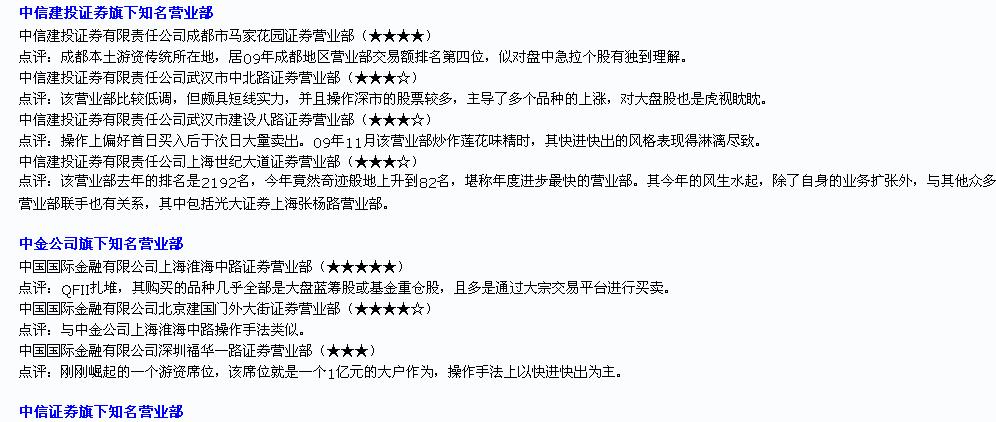 中信建投证券旗下知名营业部
中信建投证券有限责任公司成都市马家花园证券营业部（★★★★）
点评：成都本土游资传统所在地，居09年成都地区营业部交易额排名第四位，似对盘中急拉个股有独到理解。
中信建投证券有限责任公司武汉市中北路证券营业部（★★★☆）
点评：该营业部比较低调，但颇具短线实力，并且操作深市的股票较多，主导了多个品种的上涨，对大盘股也是虎视眈眈。
中信建投证券有限责任公司武汉市建设八路证券营业部（★★★☆）
点评：操作上偏好首日买入后于次日大量卖出。09年11月该营业部炒作莲花味精时，其快进快出的风格表现得淋漓尽致。
中信建投证券有限责任公司上海世纪大道证券营业部（★★★☆）
点评：该营业部去年的排名是2192名，今年竟然奇迹般地上升到82名，堪称年度进步最快的营业部。其今年的风生水起，除了自身的业务扩张外，与其他众多
营业部联手也有关系，其中包括光大证券上海张杨路营业部。
中金公司旗下知名营业部
中国国际金融有限公司上海淮海中路证券营业部（★★★★★）
点评：QFII扎堆，其购买的品种几乎全部是大盘蓝筹股或基金重仓股，且多是通过大宗交易平台进行买卖。
中国国际金融有限公司北京建国门外大街证券营业部（★★★★☆）
点评：与中金公司上海淮海中路操作手法类似。
中国国际金融有限公司深圳福华一路证券营业部（★★★）
点评：刚刚崛起的一个游资席位，该席位就是一个1亿元的大户作为，操作手法上以快进快出为主。
中信证券旗下知名营业部